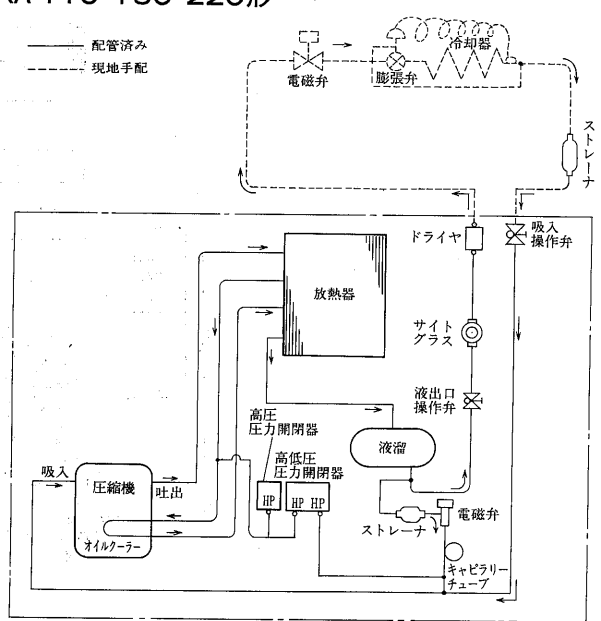 配管済み
現地手配
電磁弁
膨張弁
冷却器
ストレーナ
ドライヤ
吸入
操作弁
放熱器
サイト
グラス
液出口
操作弁
高圧
圧力開閉器
高低圧
圧力開閉器
液溜
吸入
圧縮機
吐出
オイルクーラー
HP
HP HP
ストレーナ
電磁弁
キャピラリー
チューブ